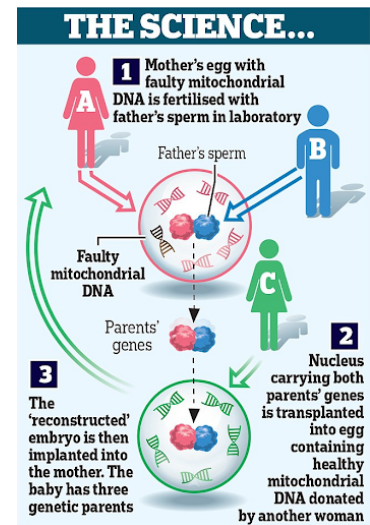 THE SCIENCE...
1 Mother's egg with
faulty mitochondrial
DNA is fertilised with
father's sperm in laboratory
A
B
Father's sperm
Faulty
mitochondrial
DNA
C
Parents'
genes
2
Nucleus
carrying both
parents' genes
is transplanted
into egg
containing
healthy
mitochondrial
DNA donated
by another woman
3
The
'reconstructed'
embryo is then
implanted into
the mother. The
baby has three
genetic parents